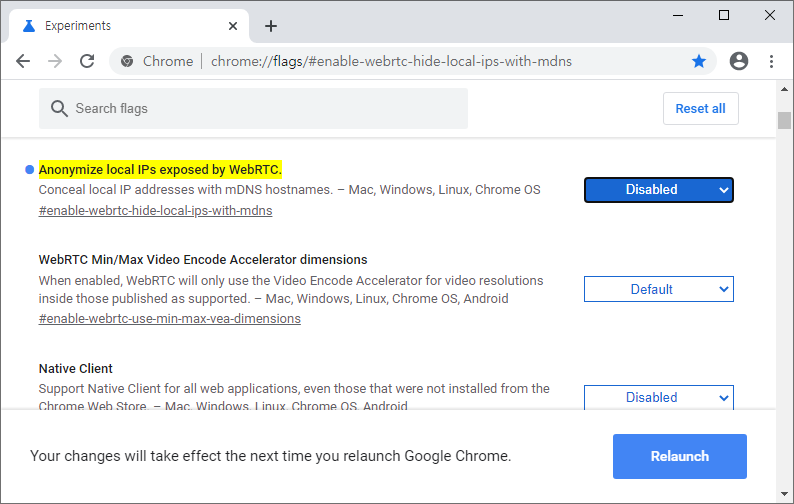 Experiments
Chrome | chrome://flags/#enable-webrtc-hide-local-ips-with-mdns
Search flags
Reset all
Anonymize local IPs exposed by WebRTC.
Conceal local IP addresses with mDNS hostnames. – Mac, Windows, Linux, Chrome OS
#enable-webrtc-hide-local-ips-with-mdns
Disabled
WebRTC Min/Max Video Encode Accelerator dimensions
When enabled, WebRTC will only use the Video Encode Accelerator for video resolutions
inside those published as supported. – Mac, Windows, Linux, Chrome OS, Android
#enable-webrtc-use-min-max-vea-dimensions
Default
Native Client
Support Native Client for all web applications, even those that were not installed from the
Chrome Web Store. – Mac, Windows, Linux, Chrome OS, Android
Disabled
Your changes will take effect the next time you relaunch Google Chrome.
Relaunch